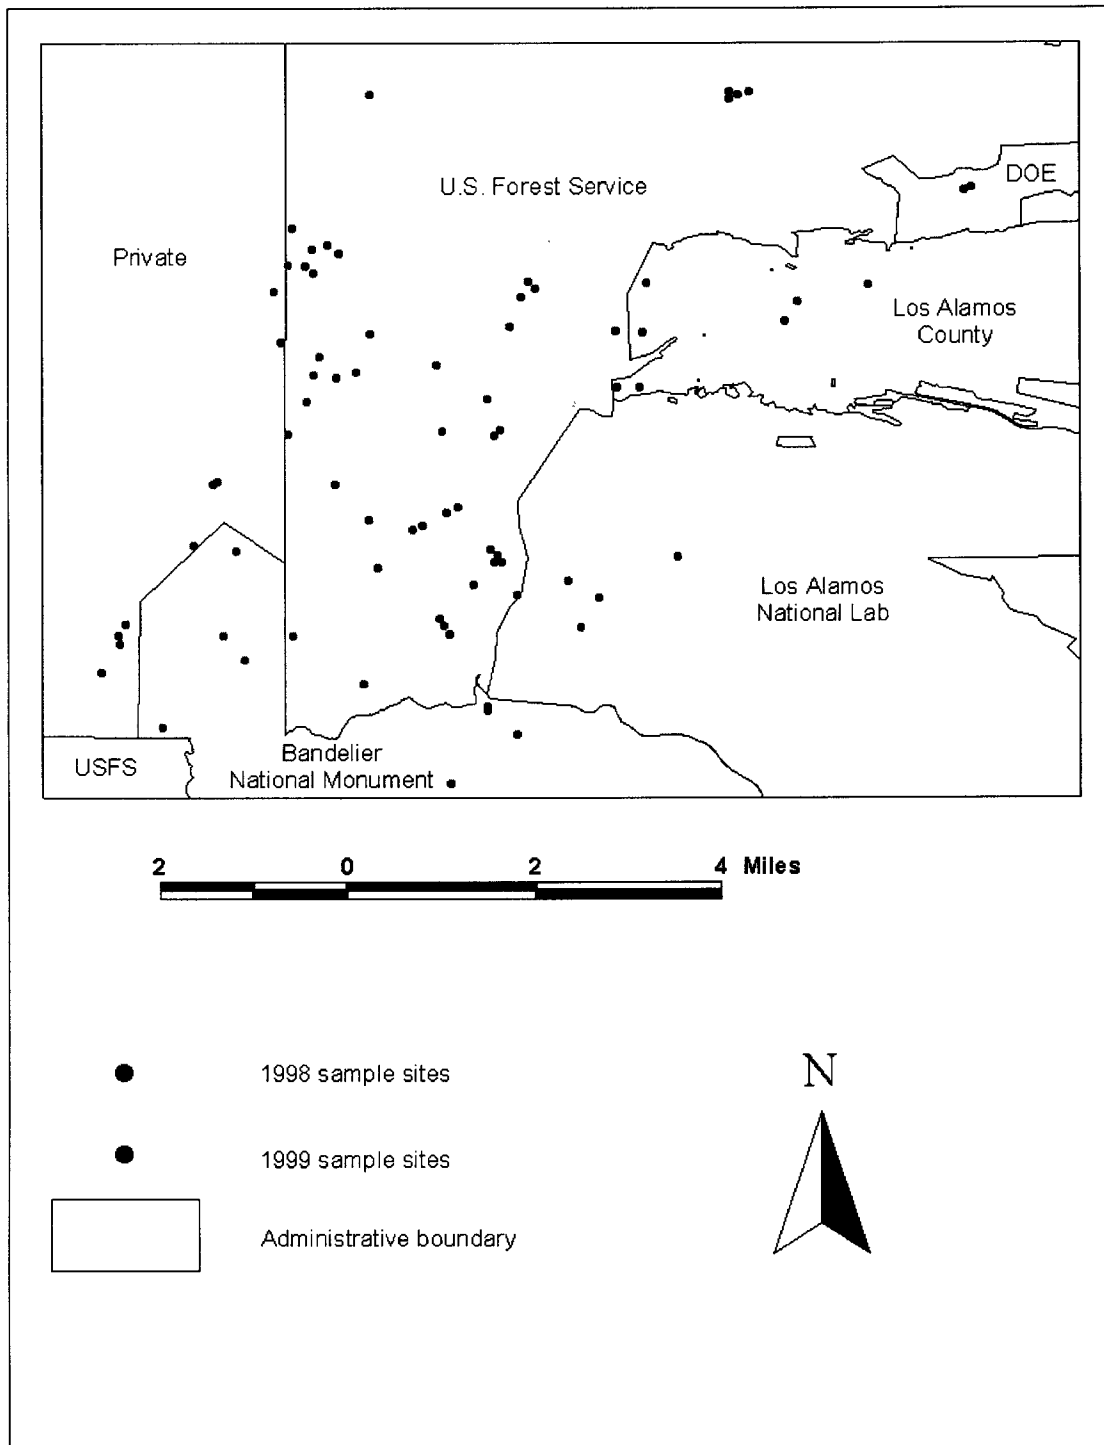 U.S. Forest Service
DOE
Private
Los Alamos
County
Los Alamos
National Lab
Bandelier
National Monument
USFS
2 0 2 4 Miles
1998 sample sites
N
1999 sample sites
Administrative boundary